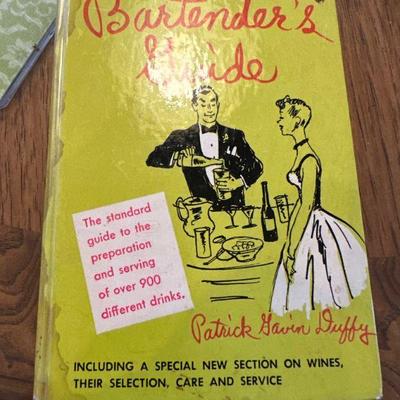 Bartender's
Guide
The standard
guide to the
preparation
and serving
of over 900
different drinks.
Patrick Gavin Duffy
INCLUDING A SPECIAL NEW SECTION ON WINES,
THEIR SELECTION, CARE AND SERVICE